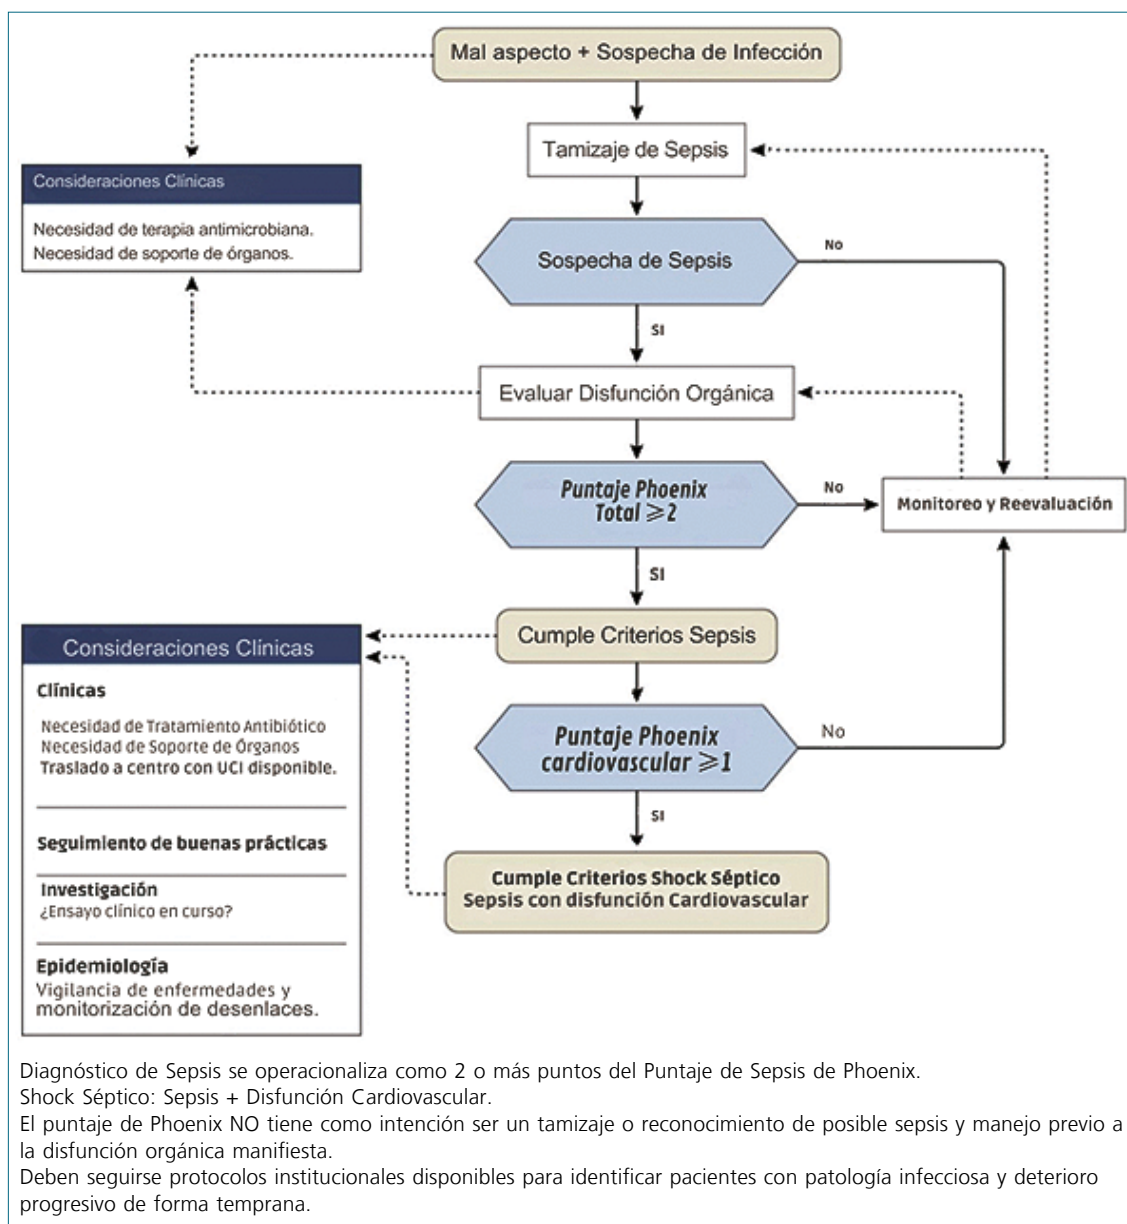 Mal aspecto + Sospecha de Infección
Tamizaje de Sepsis
Consideraciones Clínicas
Necesidad de terapia antimicrobiana.
Necesidad de soporte de órganos.
Sospecha de Sepsis
No
SI
Evaluar Disfunción Orgánica
Puntaje Phoenix
Total ⩾2
No
Monitoreo y Reevaluación
SI
Cumple Criterios Sepsis
Consideraciones Clínicas
Clínicas
Necesidad de Tratamiento Antibiótico
Necesidad de Soporte de Órganos
Traslado a centro con UCI disponible.
Seguimiento de buenas prácticas
Investigación
¿Ensayo clínico en curso?
Epidemiología
Vigilancia de enfermedades y
monitorización de desenlaces.
Puntaje Phoenix
cardiovascular ⩾1
No
SI
Cumple Criterios Shock Séptico
Sepsis con disfunción Cardiovascular
Diagnóstico de Sepsis se operacionaliza como 2 o más puntos del Puntaje de Sepsis de Phoenix.
Shock Séptico: Sepsis + Disfunción Cardiovascular.
El puntaje de Phoenix NO tiene como intención ser un tamizaje o reconocimiento de posible sepsis y manejo previo a
la disfunción orgánica manifiesta.
Deben seguirse protocolos institucionales disponibles para identificar pacientes con patología infecciosa y deterioro
progresivo de forma temprana.